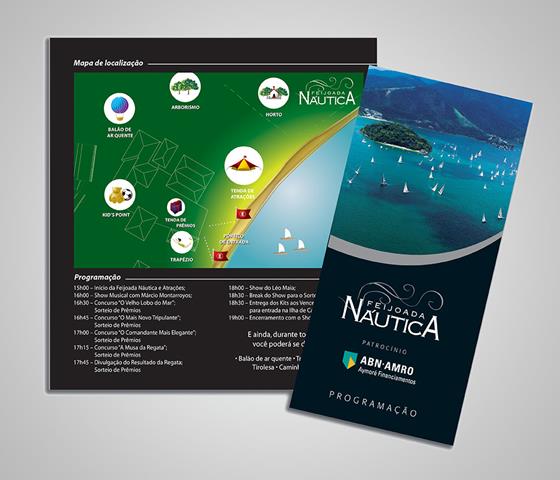 Mapa de localização
FEIJOADA
NÁUTICA
ARBORISMO
HORTO
BALÃO DE
AR QUENTE
TENDA DE
ATRAÇÕES
KID'S POINT
TENDA DE
PRÊMIOS
PÓRTICO
DE ENTRADA
TRAPÉZIO
Programação
15h00 – Início da Feijoada Náutica e Atrações;
16h00 – Show Musical com Márcio Montarroyos;
16h30 – Concurso "O Velho Lobo do Mar";
Sorteio de Prêmios
16h45 – Concurso "O Mais Novo Tripulante";
Sorteio de Prêmios
17h00 – Concurso "O Comandante Mais Elegante";
Sorteio de Prêmios
17h15 – Concurso "A Musa da Regata";
Sorteio de Prêmios
17h45 – Divulgação do Resultado da Regata;
Sorteio de Prêmios
18h00 – Show do Léo Maia;
18h30 – Break do Show para o Sorte
18h30 – Entrega dos Kits aos Vence
para entrada na Ilha de C
19h00 – Encerramento com o Sh
E ainda, durante to
você poderá se d
• Balão de ar quente • Tr
Tirolesa • Camin
FEIJOADA
NÁUTICA
PATROCÍNIO
ABN·AMRO
Aymoré Financiamentos
PROGRAMAÇÃO